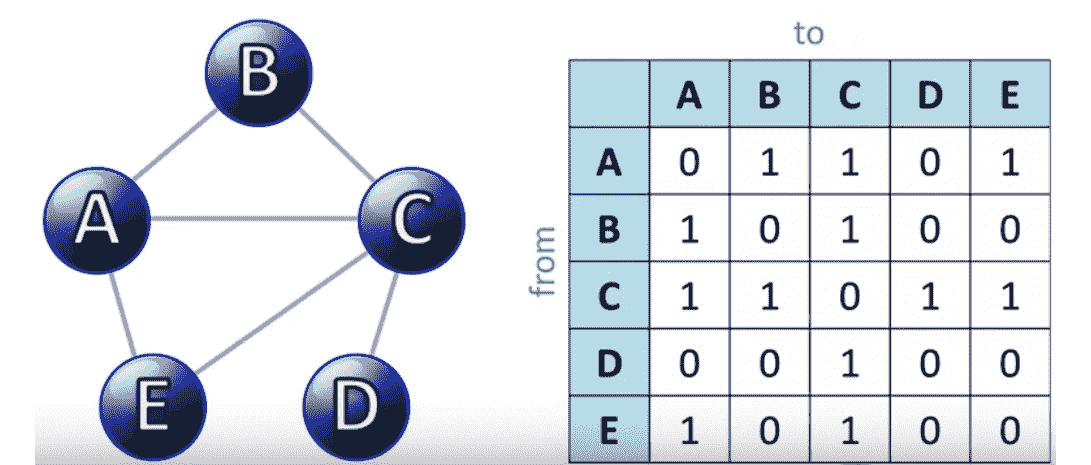 B
A
C
E
D
to
from
A B C D E
A 0 1 1 0 1
B 1 0 1 0 0
C 1 1 0 1 1
D 0 0 1 0 0
E 1 0 1 0 0